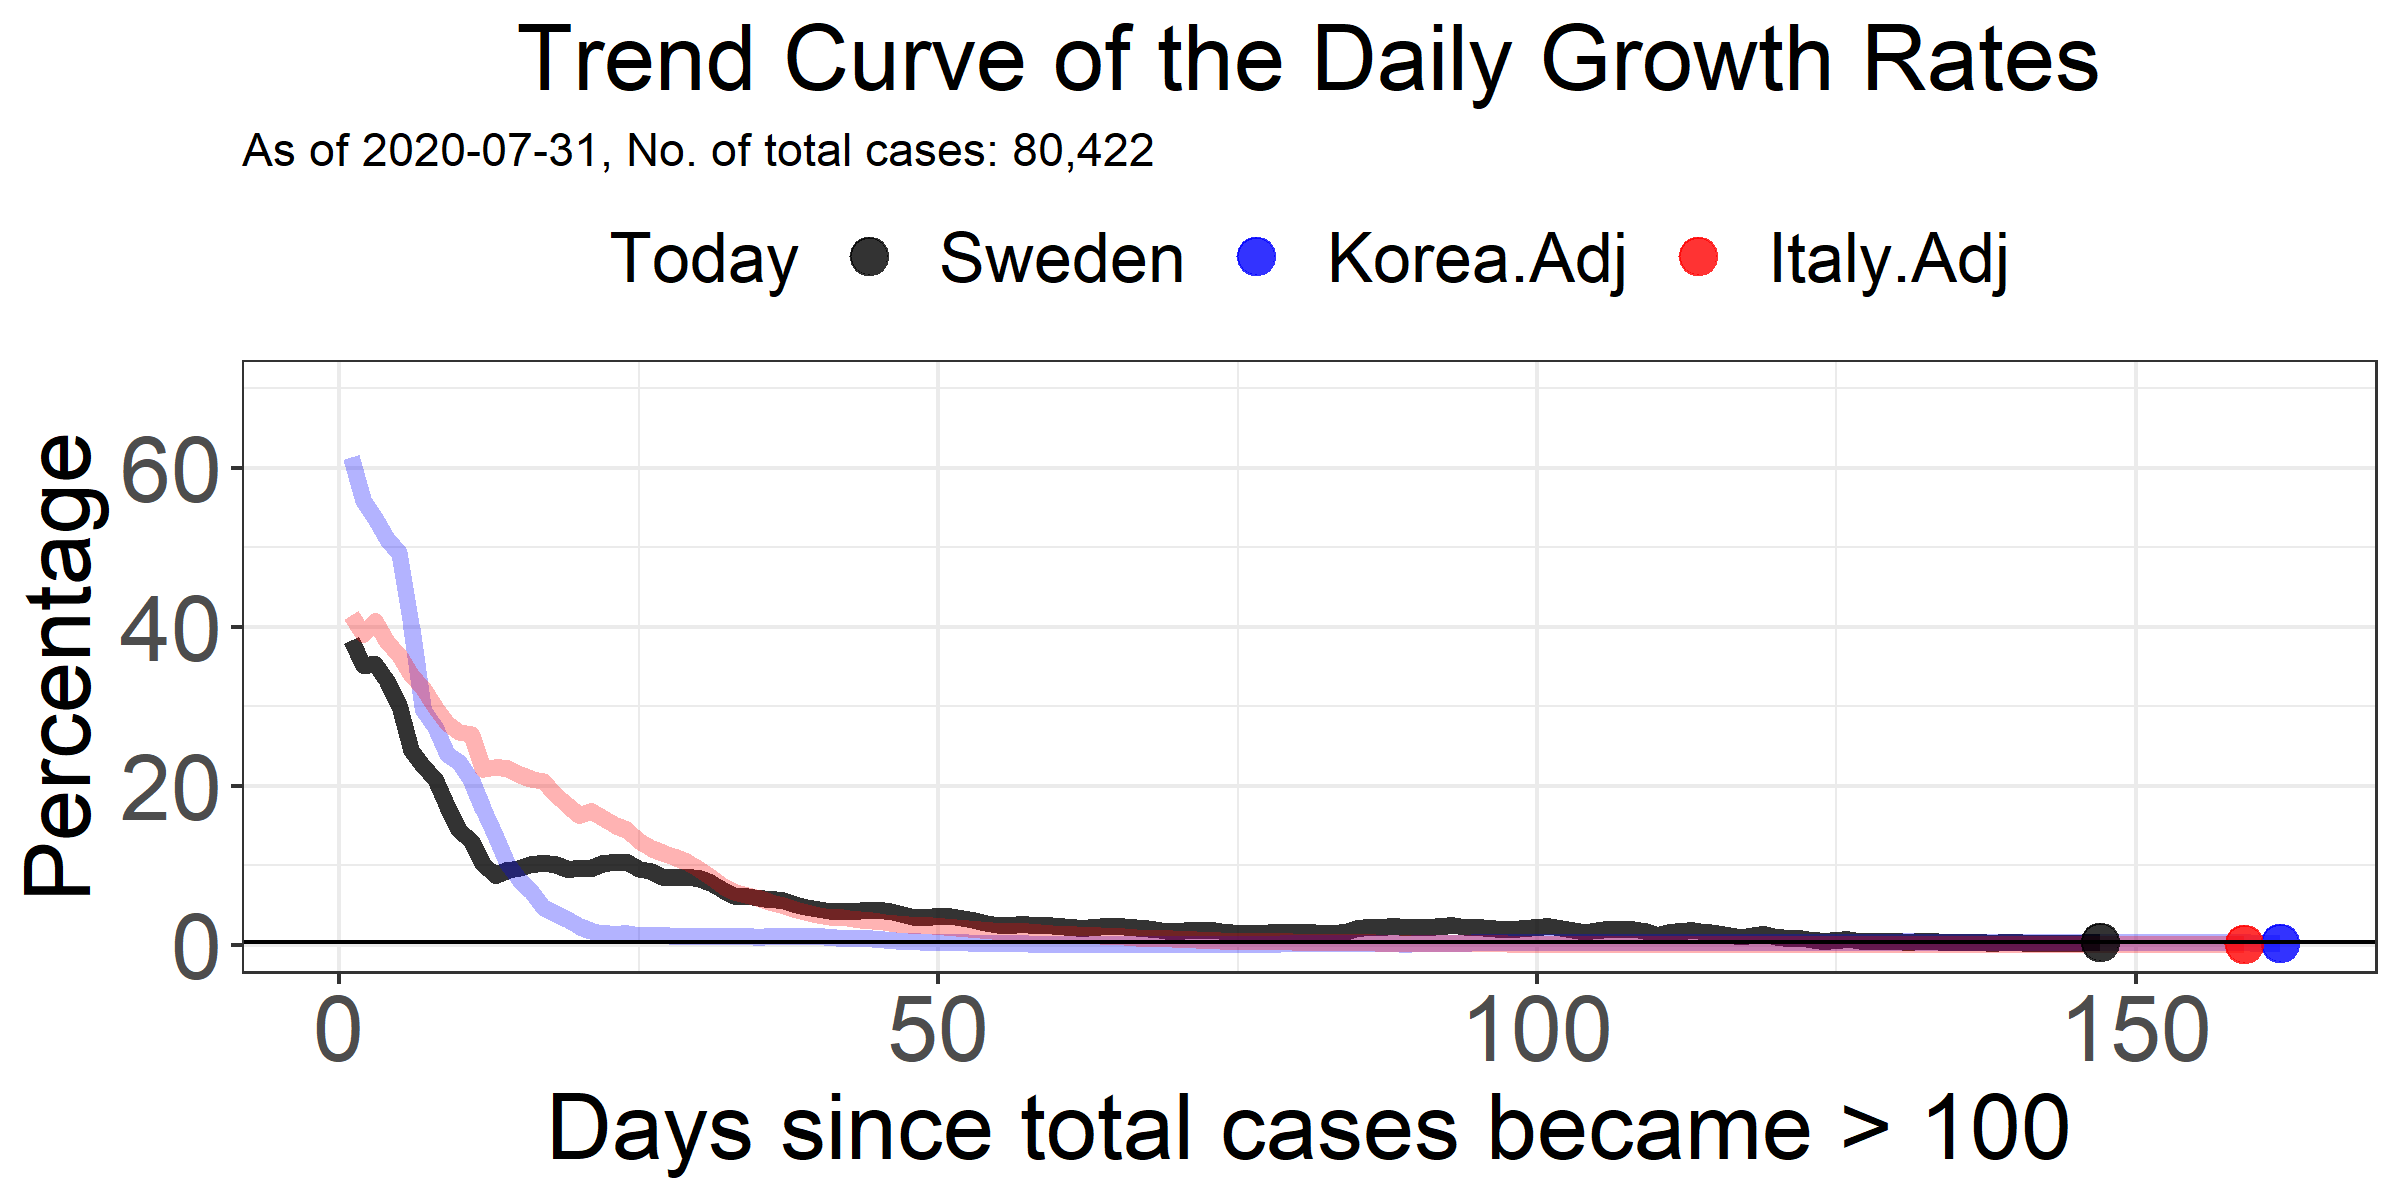 Trend Curve of the Daily Growth Rates
As of 2020-07-31, No. of total cases: 80,422
Today Sweden Korea.Adj Italy.Adj
Percentage
60
40
20
0
0 50 100 150
Days since total cases became > 100